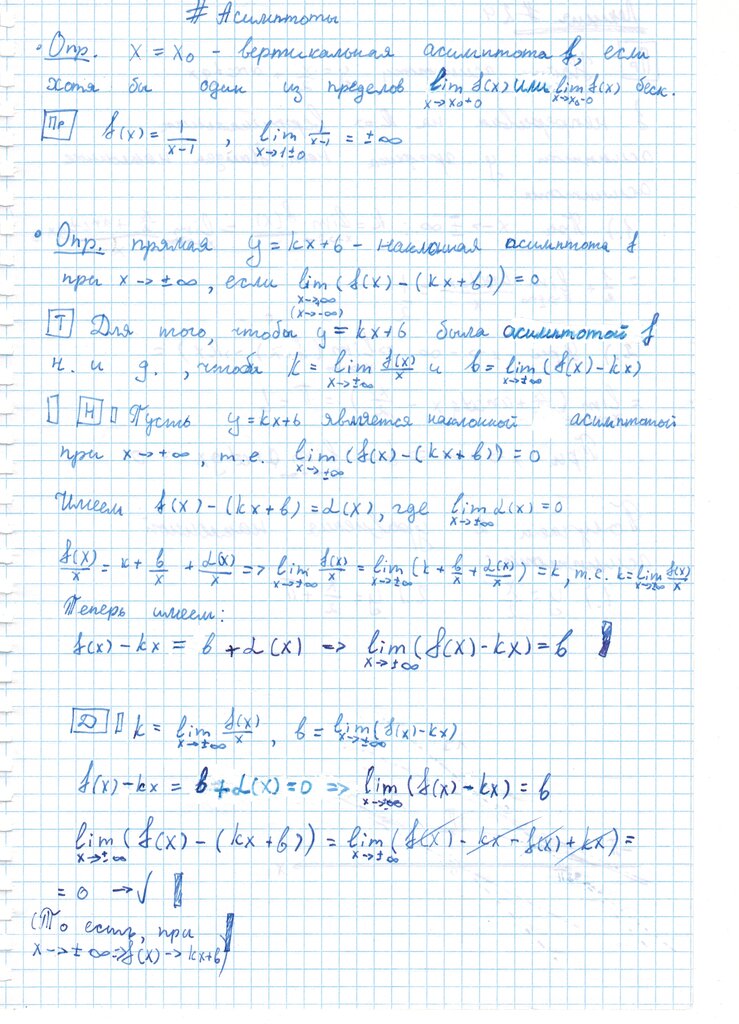 # Асимптоты
• Опр. x = x₀ - вертикальная асимптота f, если
хотя бы один из пределов lim x→x₀+0 f(x) или lim x→x₀-0 f(x) беск.
Пр f(x) = 1/(x-1) , lim x→1±0 1/(x-1) = ±∞
• Опр. прямая y = kx+b - наклонная асимптота f
при x → ±∞, если lim x→∞ (x→-∞) (f(x) - (kx+b)) = 0
Т Для того, чтобы y = kx+b была асимптотой f
н. и д. , чтобы k = lim x→±∞ f(x)/x и b = lim x→±∞ (f(x) - kx)
▯ Н ▯ Пусть y = kx+b является наклонной асимптотой
при x → +∞, т.е. lim x→±∞ (f(x) - (kx+b)) = 0
Имеем f(x) - (kx+b) = α(x), где lim x→±∞ α(x) = 0
f(x)/x = k + b/x + α(x)/x => lim x→±∞ f(x)/x = lim x→±∞ (k + b/x + α(x)/x) = k, т.е. k = lim x→±∞ f(x)/x
Теперь имеем:
f(x) - kx = b + α(x) => lim x→±∞ (f(x) - kx) = b ▮
Д ▯ k = lim x→±∞ f(x)/x , b = lim x→±∞ (f(x) - kx)
f(x) - kx = b + α(x) = 0 => lim x→±∞ (f(x) - kx) = b
lim x→±∞ (f(x) - (kx+b)) = lim x→±∞ (f(x) - kx - f(x) + kx) =
= 0 → √ ▮
(То есть, при ▮
x → ±∞ => f(x) → kx+b)